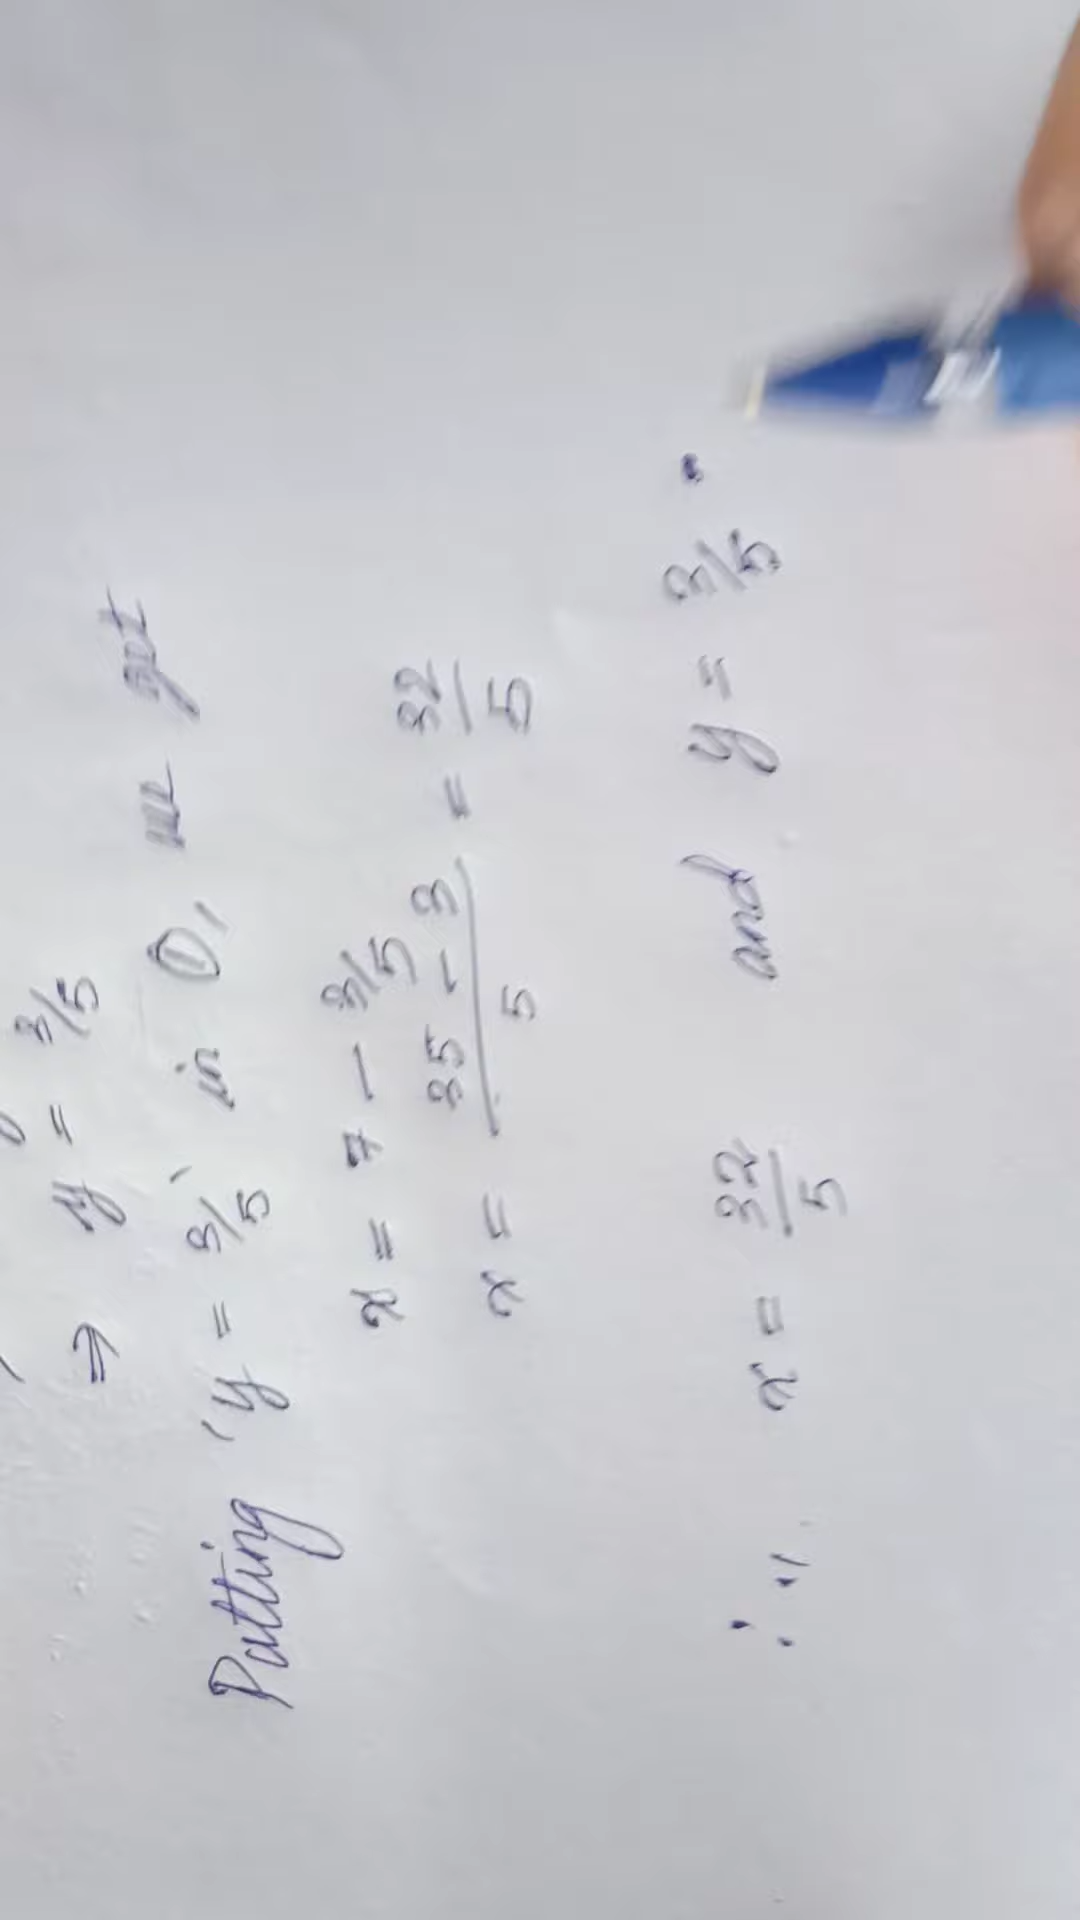 ⇒ y = 3/5
Putting 'y = 3/5' in ①, we get
x = 7 - 3/5
x = 35 - 3 / 5 = 32/5
∴ x = 32/5 and y = 3/5.